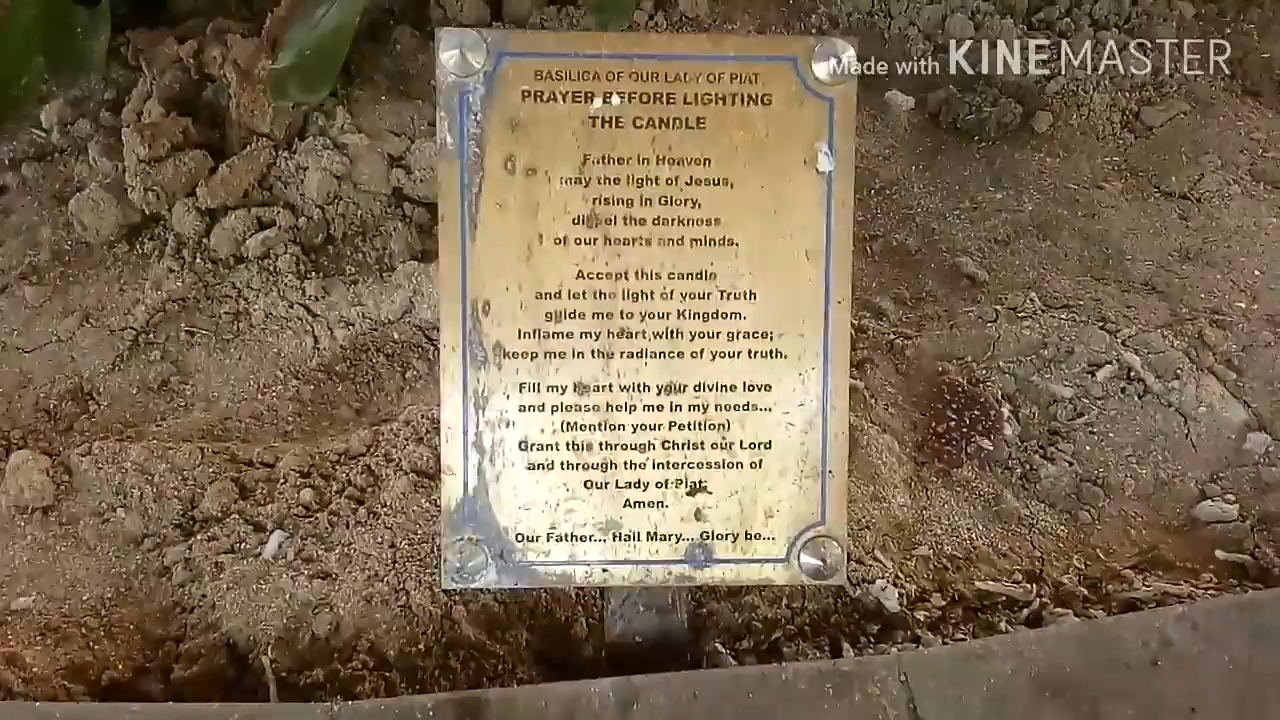 Made with KINEMASTER
BASILICA OF OUR LADY OF PIAT
PRAYER BEFORE LIGHTING
THE CANDLE
Father in Heaven
may the light of Jesus,
rising in Glory,
dispel the darkness
of our hearts and minds.
Accept this candle
and let the light of your Truth
guide me to your Kingdom.
Inflame my heart with your grace;
keep me in the radiance of your truth.
Fill my heart with your divine love
and please help me in my needs...
(Mention your Petition)
Grant this through Christ our Lord
and through the intercession of
Our Lady of Piat.
Amen.
Our Father... Hail Mary... Glory be...